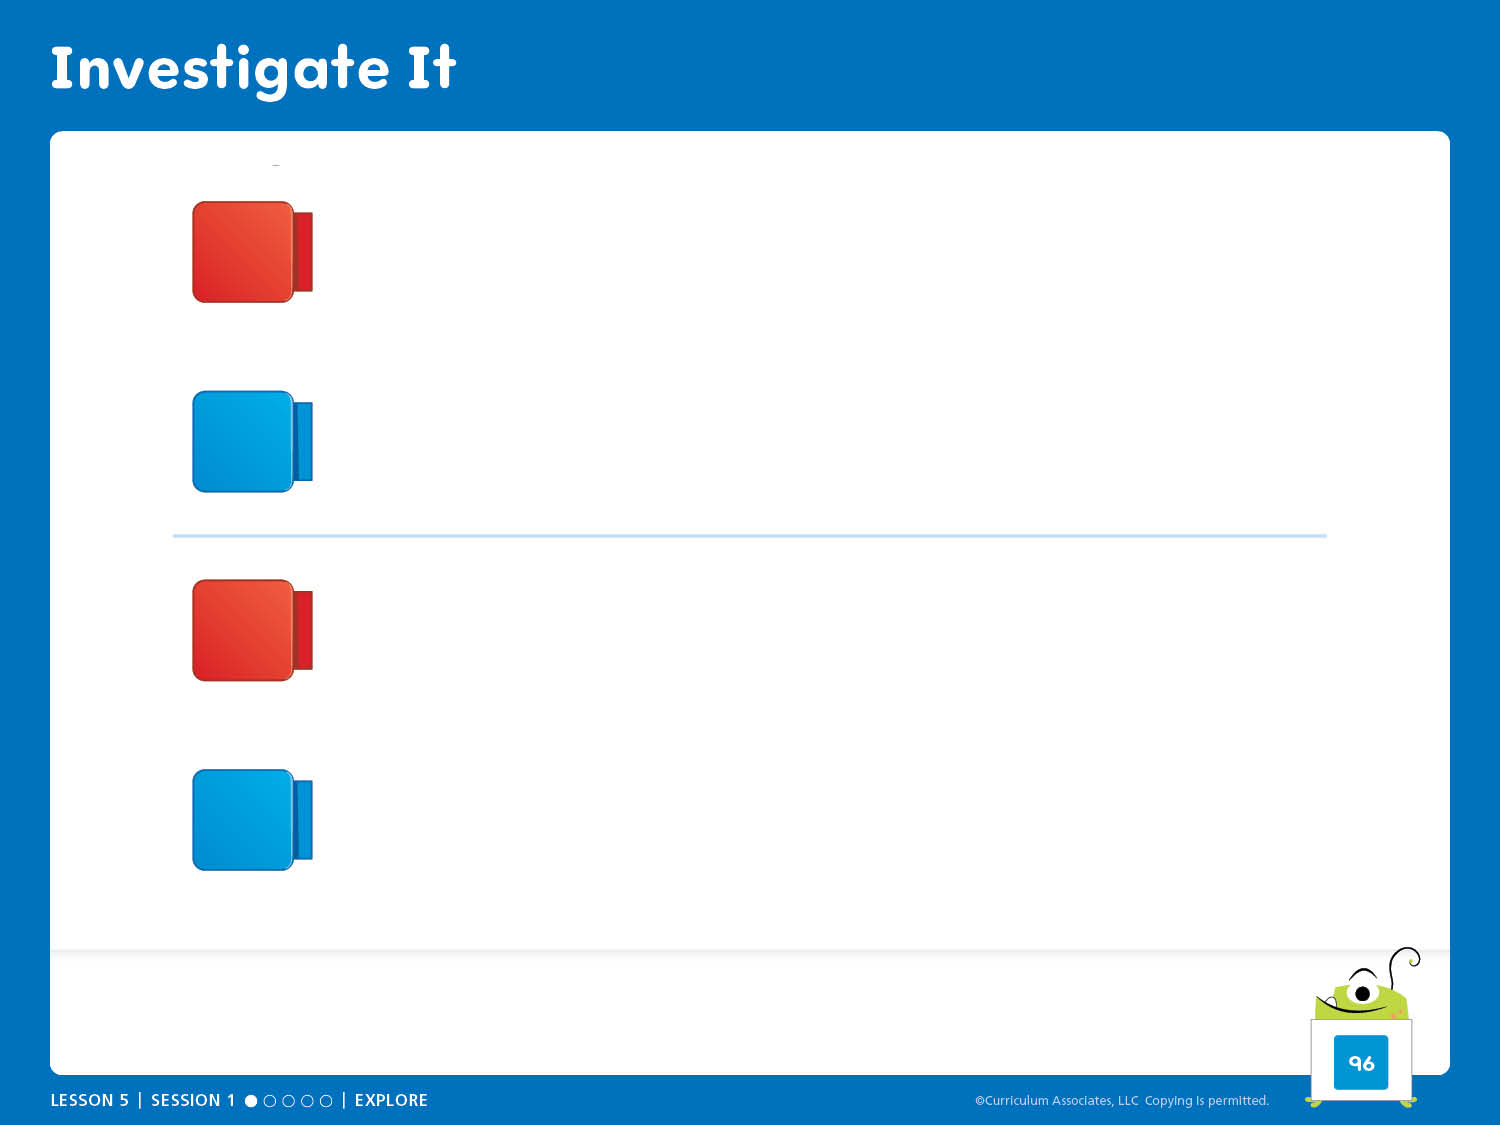 Investigate It
96
LESSON 5 | SESSION 1 ●○○○○ | EXPLORE
©Curriculum Associates, LLC Copying is permitted.